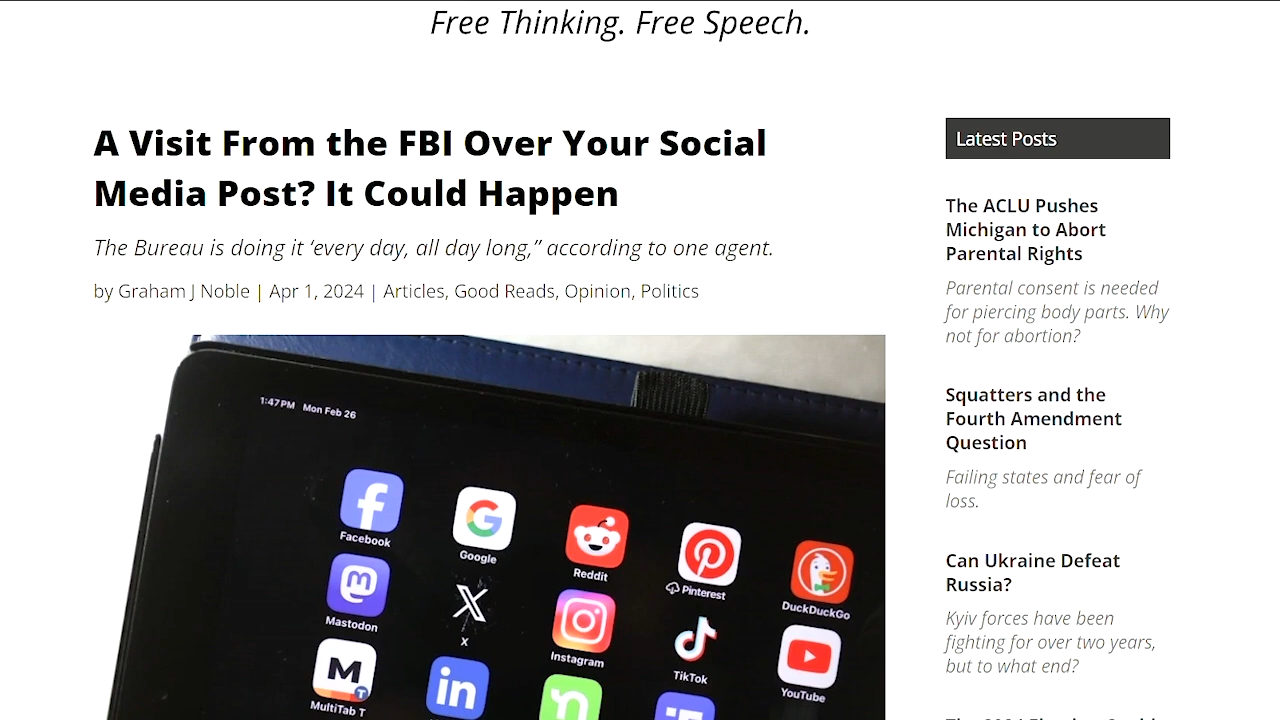 Free Thinking. Free Speech.
A Visit From the FBI Over Your Social
Media Post? It Could Happen
The Bureau is doing it ‘every day, all day long,” according to one agent.
by Graham J Noble | Apr 1, 2024 | Articles, Good Reads, Opinion, Politics
1:47 PM Mon Feb 26
Facebook
Google
Reddit
Pinterest
DuckDuckGo
Mastodon
X
Instagram
TikTok
YouTube
M
T
MultiTab T
in
Latest Posts
The ACLU Pushes
Michigan to Abort
Parental Rights
Parental consent is needed
for piercing body parts. Why
not for abortion?
Squatters and the
Fourth Amendment
Question
Failing states and fear of
loss.
Can Ukraine Defeat
Russia?
Kyiv forces have been
fighting for over two years,
but to what end?